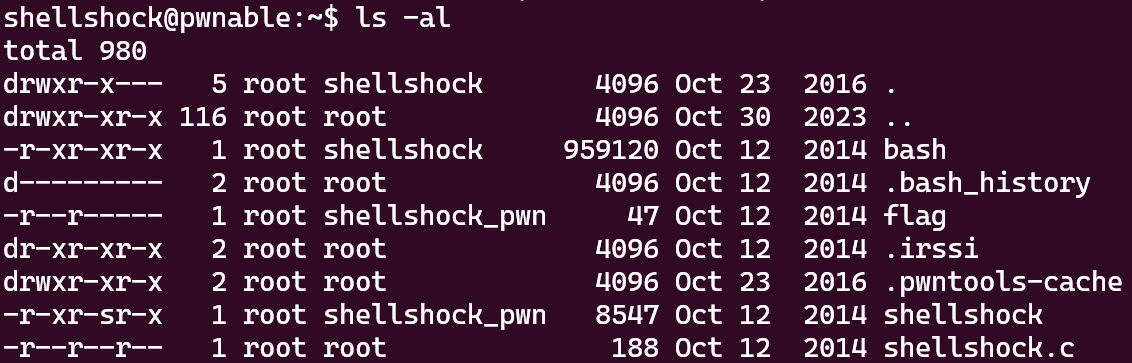 shellshock@pwnable:~$ ls -al
total 980
drwxr-x---   5 root shellshock       4096 Oct 23  2016 .
drwxr-xr-x 116 root root             4096 Oct 30  2023 ..
-r-xr-xr-x   1 root shellshock     959120 Oct 12  2014 bash
d---------   2 root root             4096 Oct 12  2014 .bash_history
-r--r-----   1 root shellshock_pwn     47 Oct 12  2014 flag
dr-xr-xr-x   2 root root             4096 Oct 12  2014 .irssi
drwxr-xr-x   2 root root             4096 Oct 23  2016 .pwntools-cache
-r-xr-sr-x   1 root shellshock_pwn   8547 Oct 12  2014 shellshock
-r--r--r--   1 root root              188 Oct 12  2014 shellshock.c